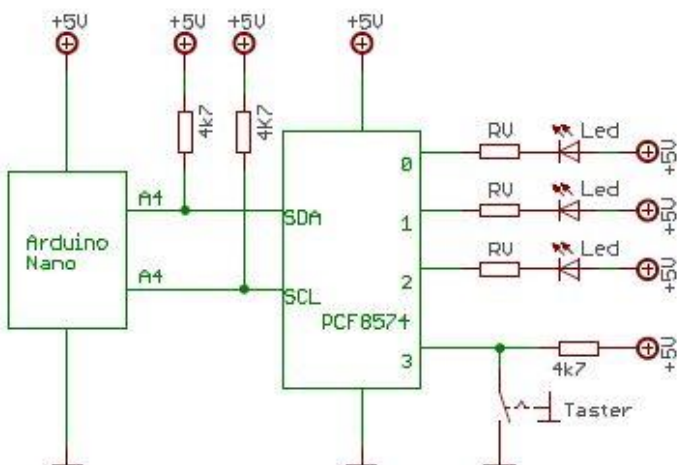 +5V
+5V
+5V
+5V
4k7
4K7
RV
Led
+5V
0
A4
SDA
RV
Led
+5V
1
Arduino
Nano
A4
SCL
RV
Led
+5V
2
PCF8574
3
4k7
+5V
Taster